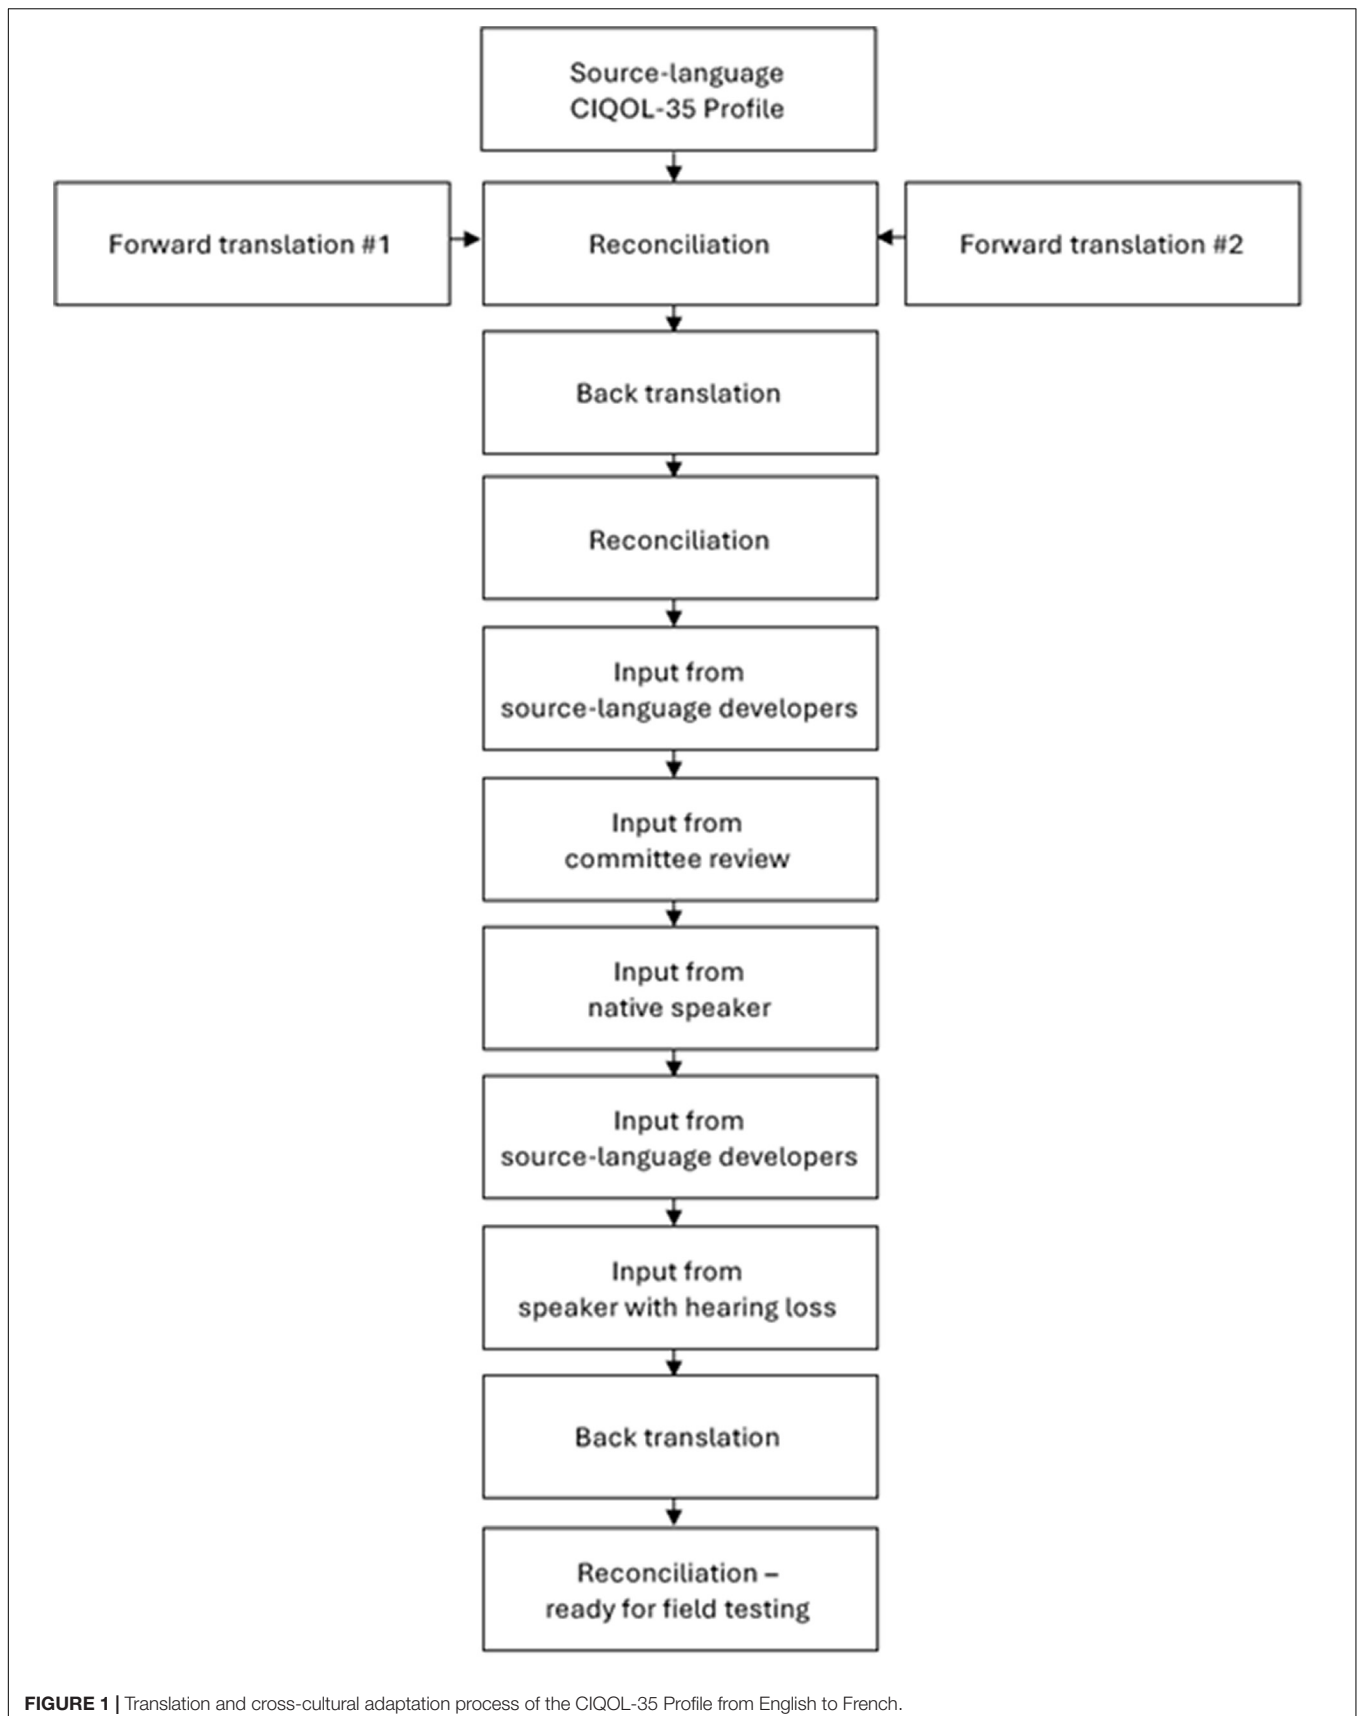 Source-language
CIQOL-35 Profile
Forward translation #1
Reconciliation
Forward translation #2
Back translation
Reconciliation
Input from
source-language developers
Input from
committee review
Input from
native speaker
Input from
source-language developers
Input from
speaker with hearing loss
Back translation
Reconciliation –
ready for field testing
FIGURE 1 | Translation and cross-cultural adaptation process of the CIQOL-35 Profile from English to French.